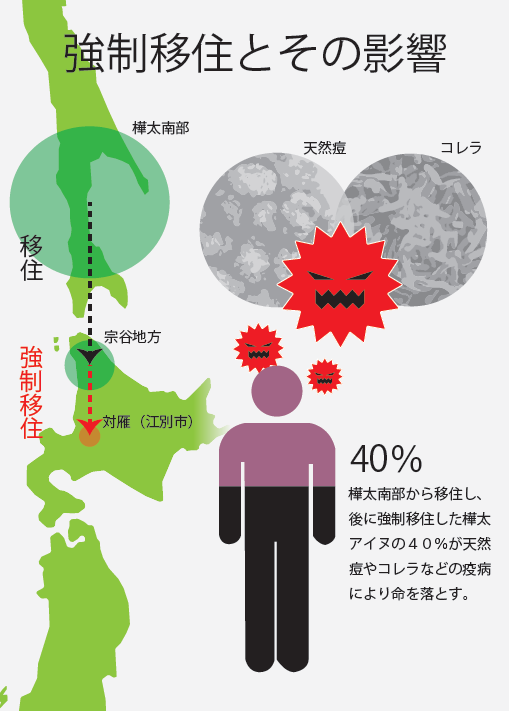 強制移住とその影響
樺太南部
天然痘
コレラ
移住
宗谷地方
強制移住
対雁（江別市）
40%
樺太南部から移住し、
後に強制移住した樺太
アイヌの４０％が天然
痘やコレラなどの疫病
により命を落とす。